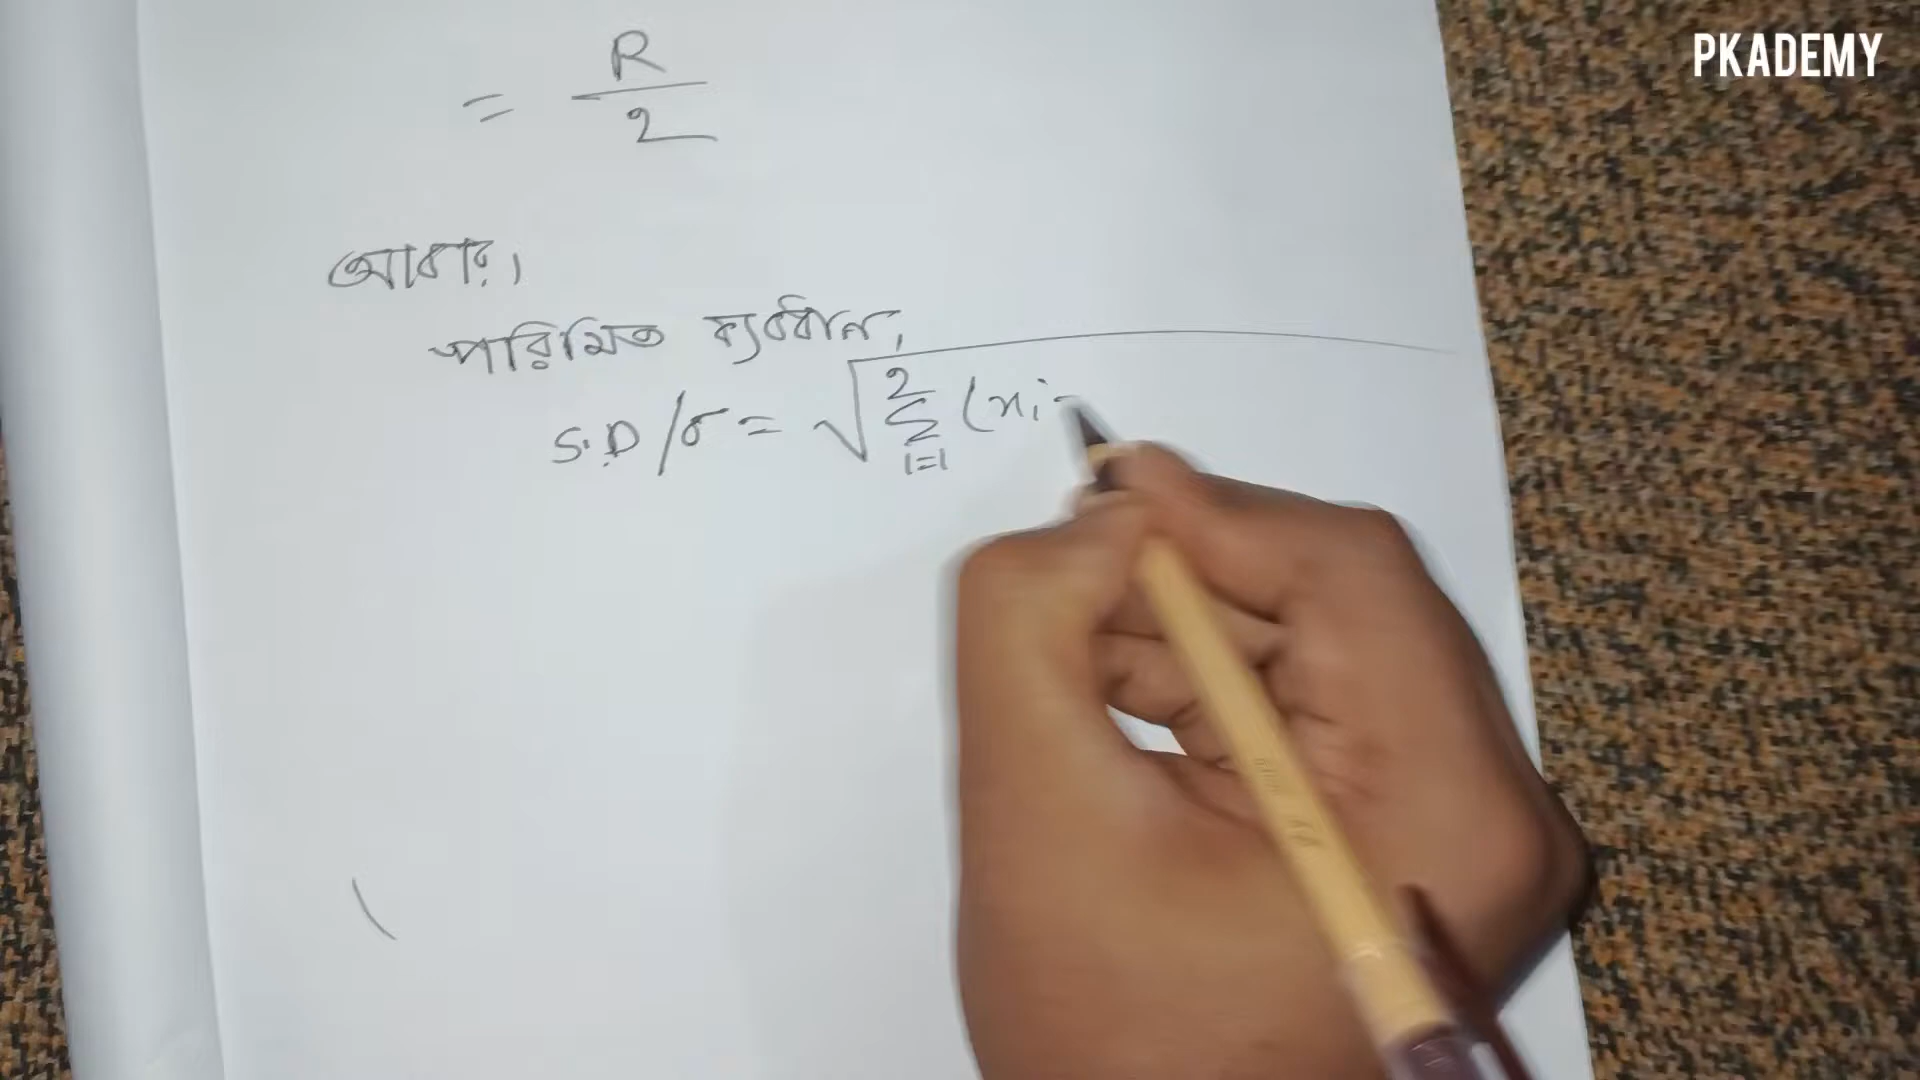 PKADEMY
= R/2
আবার,
পরিমিত ব্যবধান,
S.D/σ = √ 2 Σ i=1 (xi -